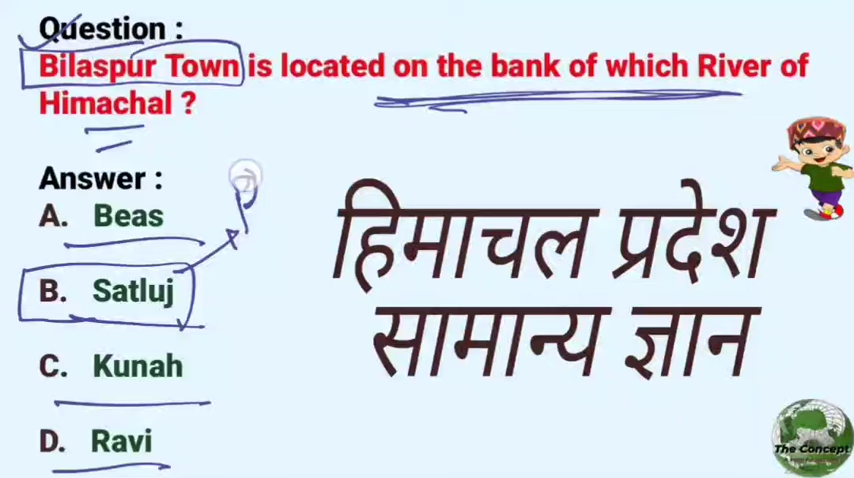 Question :
Bilaspur Town is located on the bank of which River of
Himachal ?
Answer :
A. Beas
B. Satluj
C. Kunah
D. Ravi
हिमाचल प्रदेश
सामान्य ज्ञान
The Concept